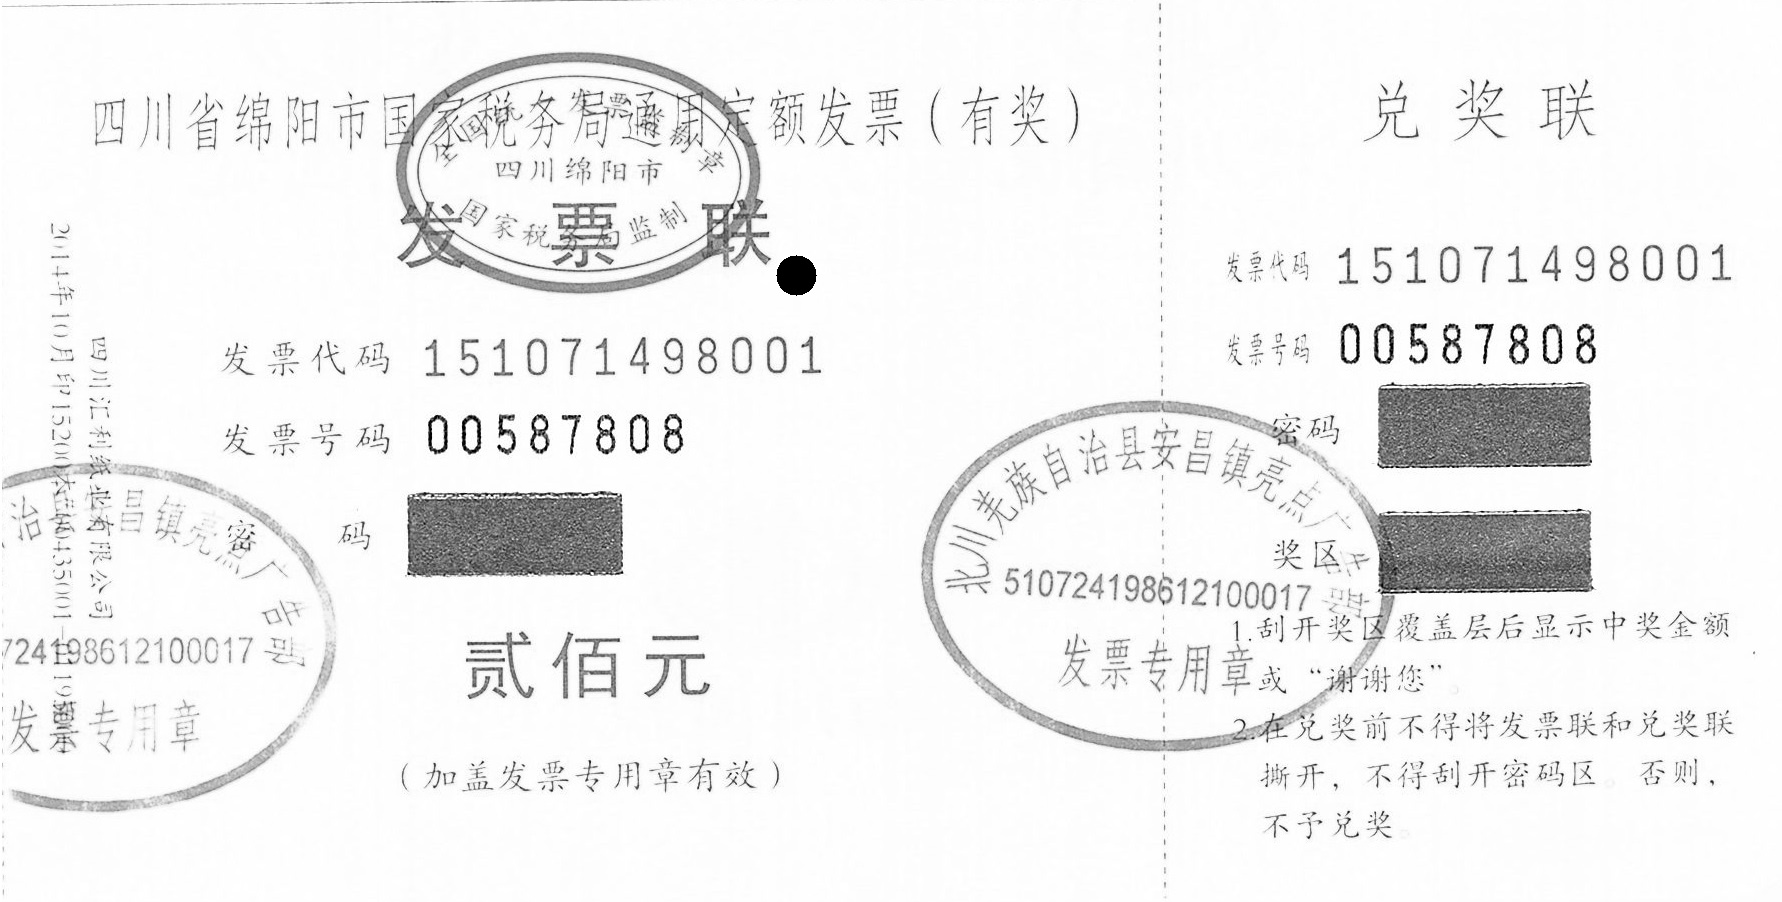 四川省绵阳市国家税务局通用定额发票（有奖）
全国统一发票监制章
四川绵阳市
国家税务局监制
发票联
发票代码 151071498001
发票号码 00587808
密码
贰佰元
（加盖发票专用章有效）
四川汇利纸业有限公司
2014年10月印15200本
治县安昌镇亮点广告部
724198612100017
发票专用章
兑奖联
发票代码 151071498001
发票号码 00587808
密码
奖区
北川羌族自治县安昌镇亮点广告部
510724198612100017
发票专用章
1.刮开奖区覆盖层后显示中奖金额
或“谢谢您”。
2.在兑奖前不得将发票联和兑奖联
撕开，不得刮开密码区。否则，
不予兑奖。